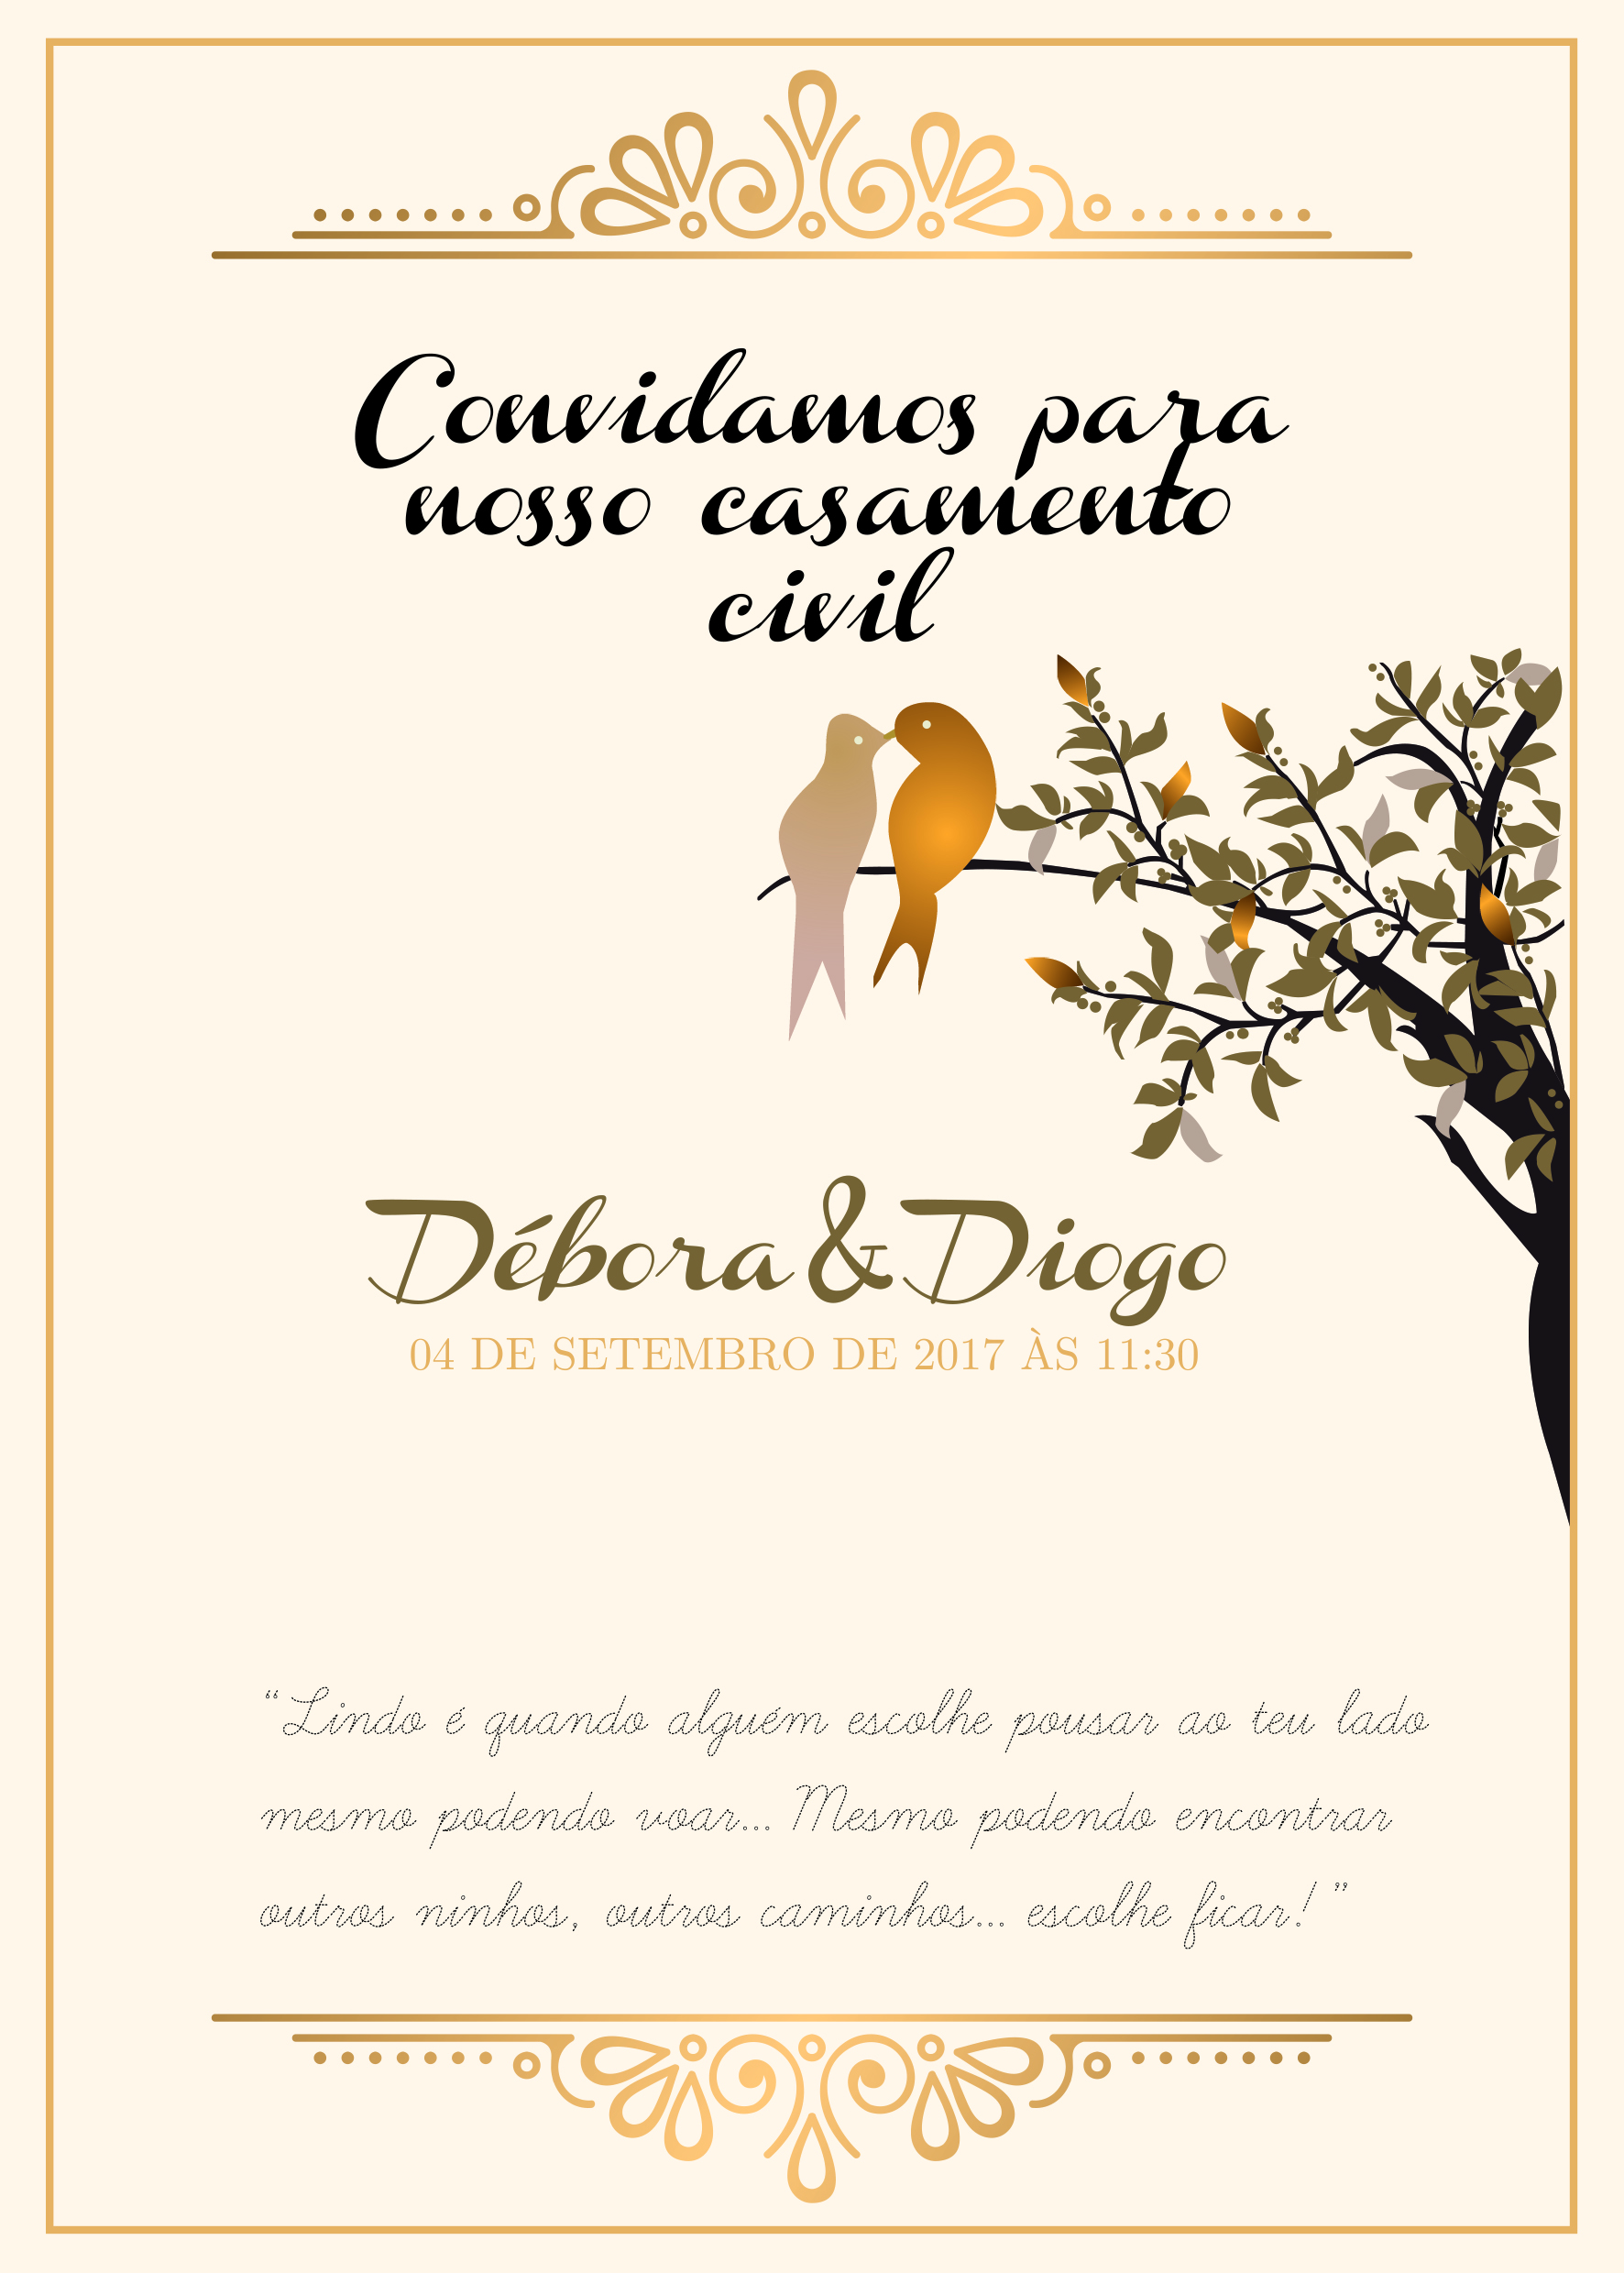 Convidamos para
nosso casamento
civil
Débora & Diogo
04 DE SETEMBRO DE 2017 ÀS 11:30
“Lindo é quando alguém escolhe pousar ao teu lado
mesmo podendo voar... Mesmo podendo encontrar
outros ninhos, outros caminhos... escolhe ficar!”